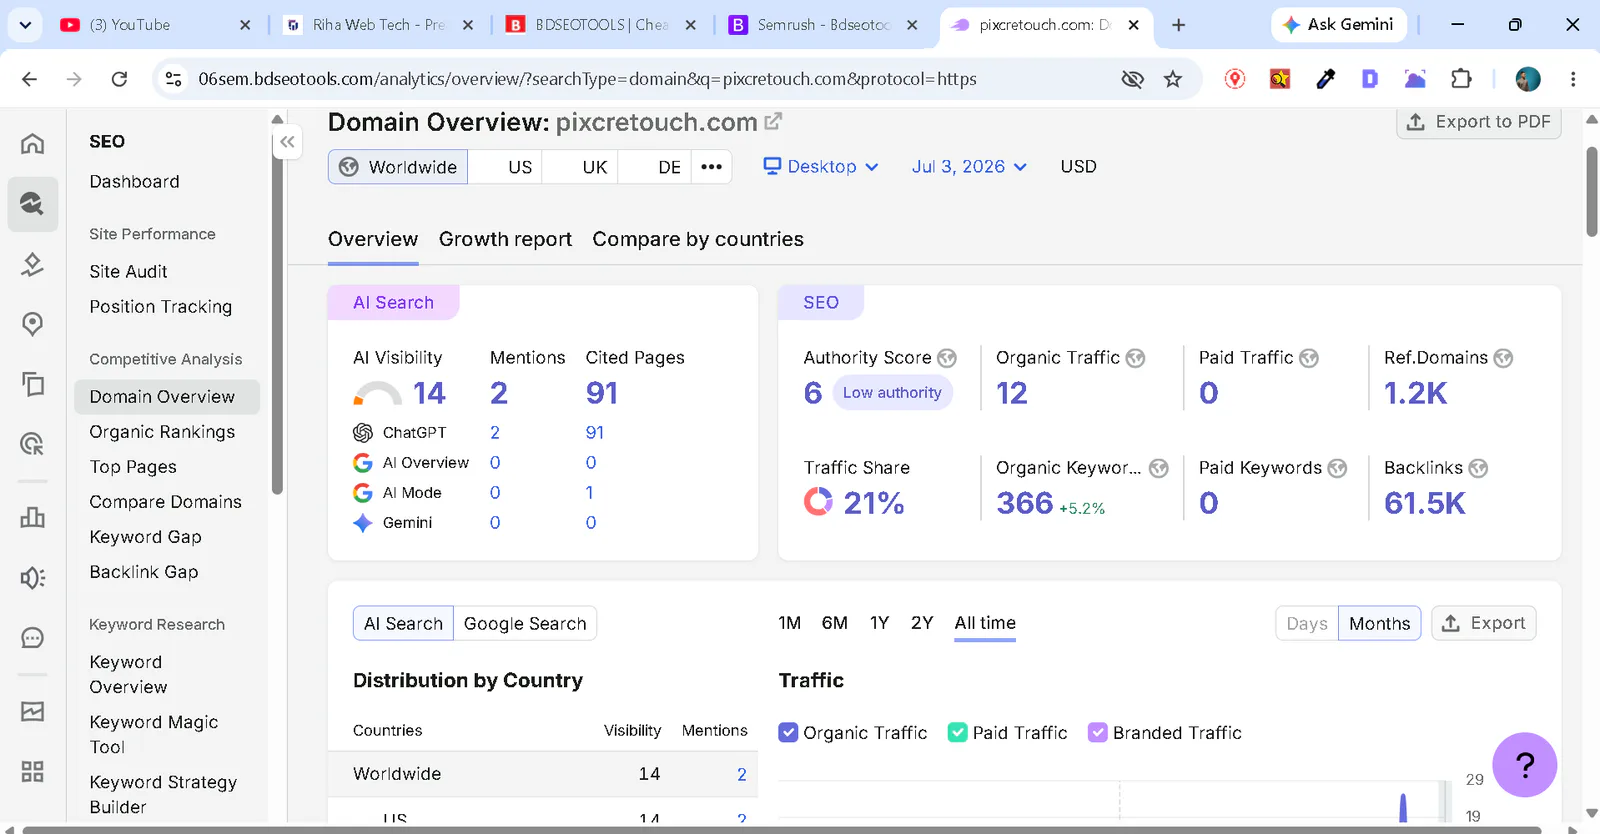 (3) YouTube
Riha Web Tech - Pre
BDSEOTOOLS | Chea
Semrush - Bdseotoo
pixcretouch.com: D
Ask Gemini
06sem.bdseotools.com/analytics/overview/?searchType=domain&q=pixcretouch.com&protocol=https
SEO
Dashboard
Site Performance
Site Audit
Position Tracking
Competitive Analysis
Domain Overview
Organic Rankings
Top Pages
Compare Domains
Keyword Gap
Backlink Gap
Keyword Research
Keyword
Overview
Keyword Magic
Tool
Keyword Strategy
Builder
Domain Overview: pixcretouch.com
Export to PDF
Worldwide US UK DE •••
Desktop Jul 3, 2026 USD
Overview Growth report Compare by countries
AI Search
AI Visibility Mentions Cited Pages
14 2 91
ChatGPT 2 91
AI Overview 0 0
AI Mode 0 1
Gemini 0 0
SEO
Authority Score Organic Traffic Paid Traffic Ref.Domains
6 Low authority 12 0 1.2K
Traffic Share Organic Keywor... Paid Keywords Backlinks
21% 366 +5.2% 0 61.5K
AI Search Google Search
1M 6M 1Y 2Y All time
Days Months Export
Distribution by Country
Countries Visibility Mentions
Worldwide 14 2
US 14 2
Traffic
Organic Traffic Paid Traffic Branded Traffic
29
19
?